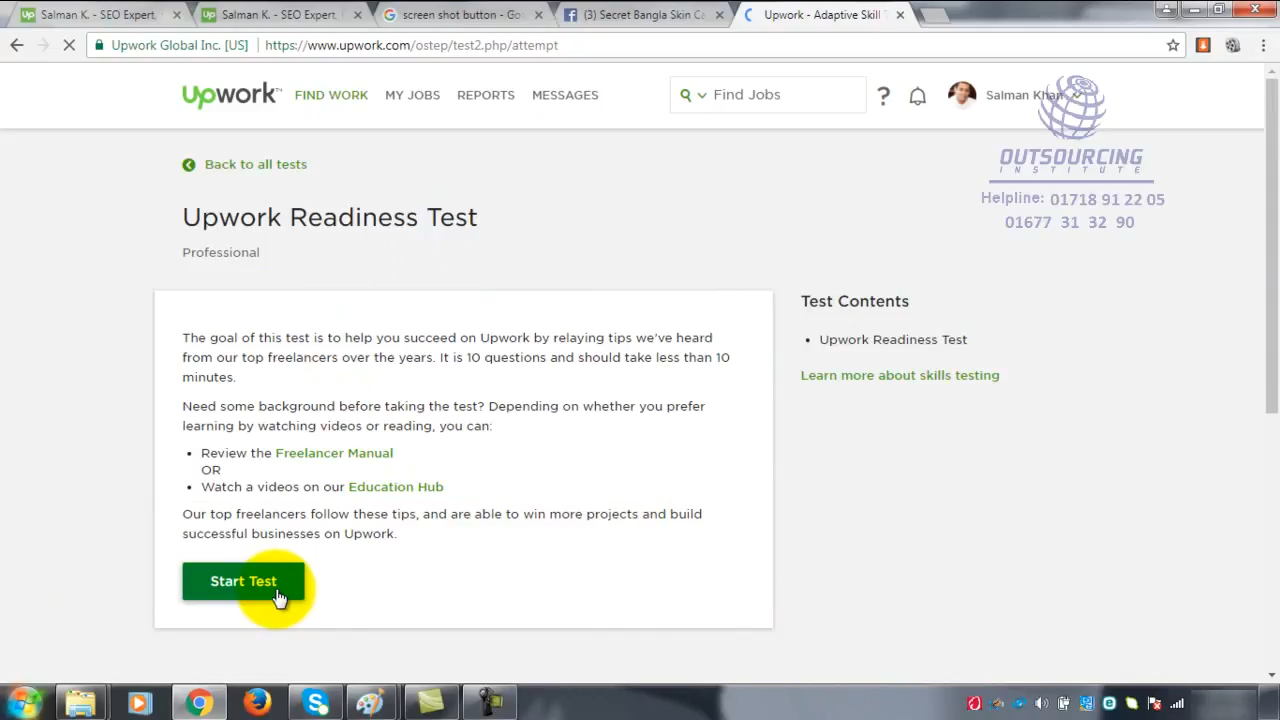 Salman K. - SEO Expert,
Salman K. - SEO Expert,
screen shot button - Go
(3) Secret Bangla Skin C
Upwork - Adaptive Skill
Upwork Global Inc. [US]
https://www.upwork.com/ostep/test2.php/attempt
Upwork
FIND WORK
MY JOBS
REPORTS
MESSAGES
Find Jobs
?
Salman Khan
OUTSOURCING
INSTITUTE
Helpline: 01718 91 22 05
01677 31 32 90
Back to all tests
Upwork Readiness Test
Professional
The goal of this test is to help you succeed on Upwork by relaying tips we've heard
from our top freelancers over the years. It is 10 questions and should take less than 10
minutes.
Need some background before taking the test? Depending on whether you prefer
learning by watching videos or reading, you can:
• Review the Freelancer Manual
OR
• Watch a videos on our Education Hub
Our top freelancers follow these tips, and are able to win more projects and build
successful businesses on Upwork.
Start Test
Test Contents
• Upwork Readiness Test
Learn more about skills testing